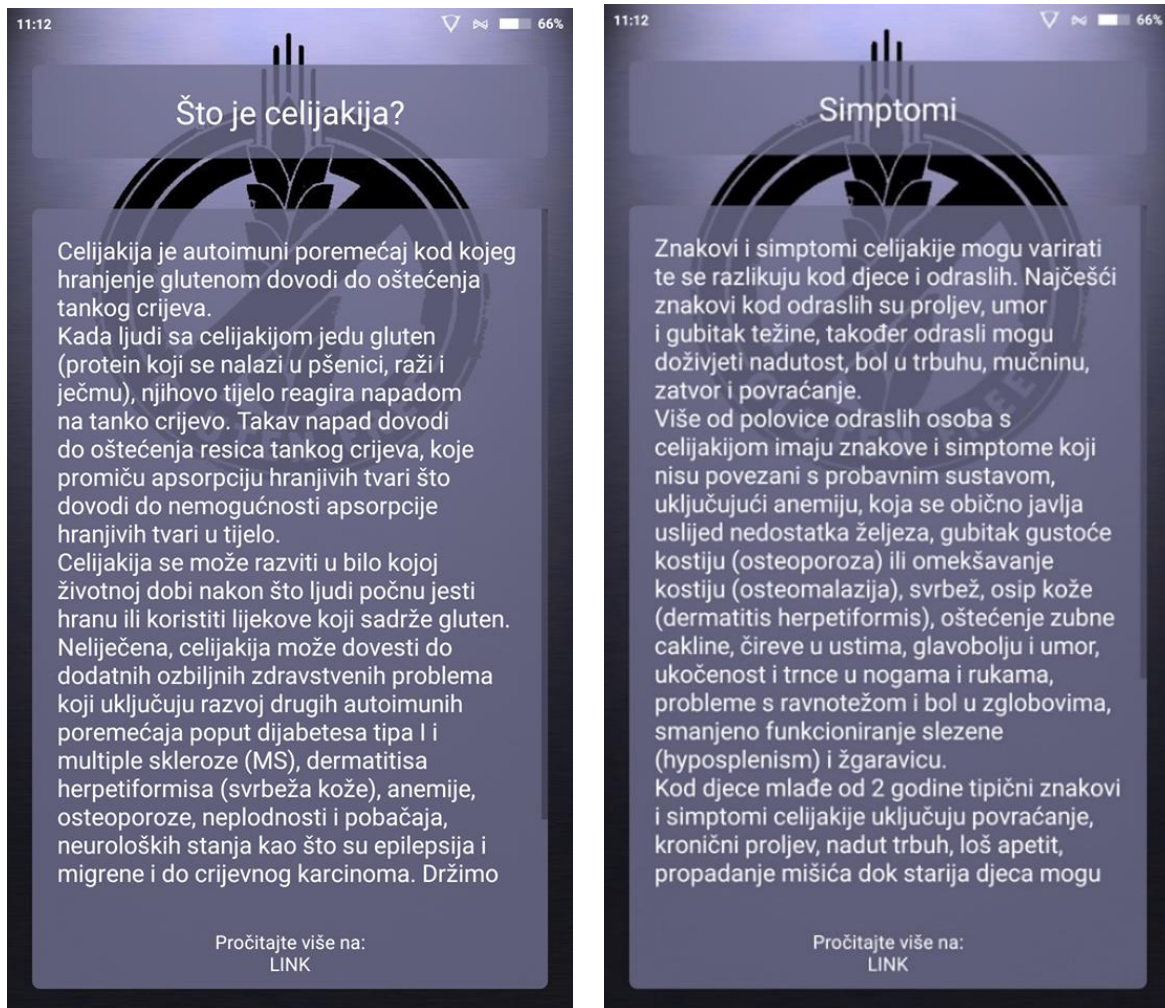 11:12
66%
Što je celijakija?
Celijakija je autoimuni poremećaj kod kojeg
hranjenje glutenom dovodi do oštećenja
tankog crijeva.
Kada ljudi sa celijakijom jedu gluten
(protein koji se nalazi u pšenici, raži i
ječmu), njihovo tijelo reagira napadom
na tanko crijevo. Takav napad dovodi
do oštećenja resica tankog crijeva, koje
promiču apsorpciju hranjivih tvari što
dovodi do nemogućnosti apsorpcije
hranjivih tvari u tijelo.
Celijakija se može razviti u bilo kojoj
životnoj dobi nakon što ljudi počnu jesti
hranu ili koristiti lijekove koji sadrže gluten.
Neliječena, celijakija može dovesti do
dodatnih ozbiljnih zdravstvenih problema
koji uključuju razvoj drugih autoimunih
poremećaja poput dijabetesa tipa I i
multiple skleroze (MS), dermatitisa
herpetiformisa (svrbeža kože), anemije,
osteoporoze, neplodnosti i pobačaja,
neuroloških stanja kao što su epilepsija i
migrene i do crijevnog karcinoma. Držimo
Pročitajte više na:
LINK
11:12
66%
Simptomi
Znakovi i simptomi celijakije mogu varirati
te se razlikuju kod djece i odraslih. Najčešći
znakovi kod odraslih su proljev, umor
i gubitak težine, također odrasli mogu
doživjeti nadutost, bol u trbuhu, mučninu,
zatvor i povraćanje.
Više od polovice odraslih osoba s
celijakijom imaju znakove i simptome koji
nisu povezani s probavnim sustavom,
uključujući anemiju, koja se obično javlja
uslijed nedostatka željeza, gubitak gustoće
kostiju (osteoporoza) ili omekšavanje
kostiju (osteomalazija), svrbež, osip kože
(dermatitis herpetiformis), oštećenje zubne
cakline, čireve u ustima, glavobolju i umor,
ukočenost i trnce u nogama i rukama,
probleme s ravnotežom i bol u zglobovima,
smanjeno funkcioniranje slezene
(hyposplenism) i žgaravicu.
Kod djece mlađe od 2 godine tipični znakovi
i simptomi celijakije uključuju povraćanje,
kronični proljev, nadut trbuh, loš apetit,
propadanje mišića dok starija djeca mogu
Pročitajte više na:
LINK